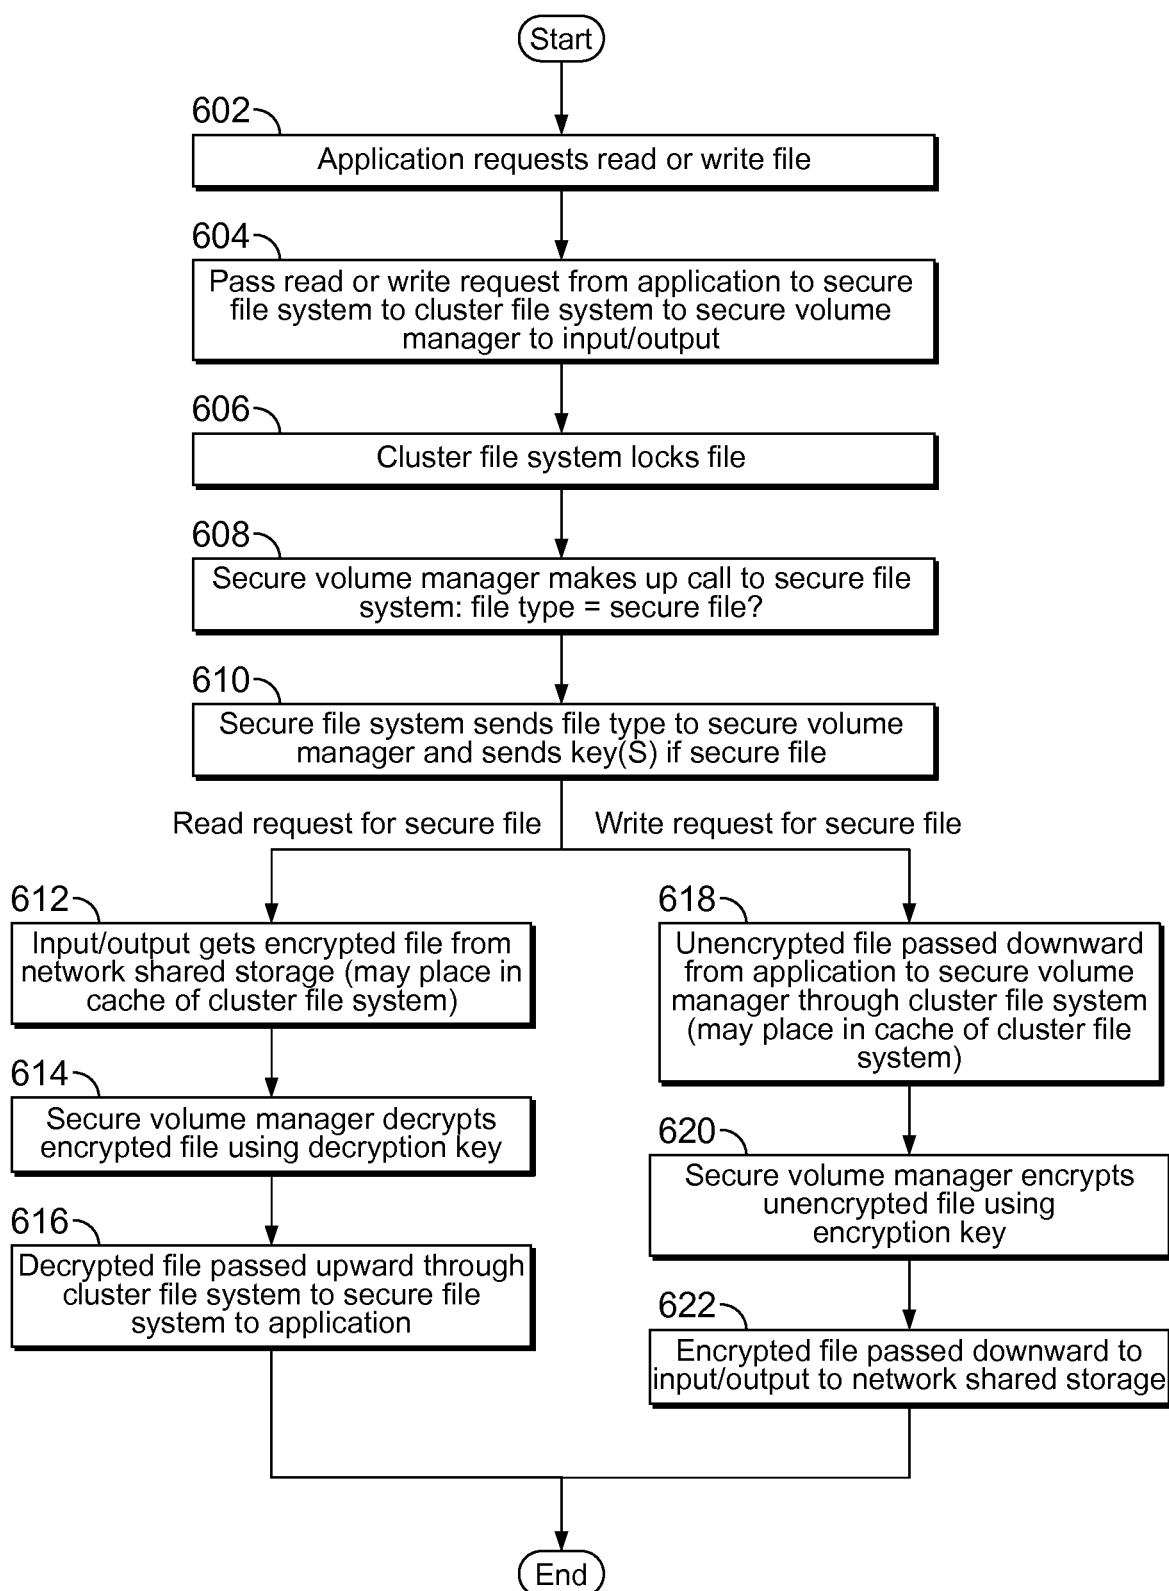 Start
602
Application requests read or write file
604
Pass read or write request from application to secure
file system to cluster file system to secure volume
manager to input/output
606
Cluster file system locks file
608
Secure volume manager makes up call to secure file
system: file type = secure file?
610
Secure file system sends file type to secure volume
manager and sends key(S) if secure file
Read request for secure file
Write request for secure file
612
Input/output gets encrypted file from
network shared storage (may place in
cache of cluster file system)
614
Secure volume manager decrypts
encrypted file using decryption key
616
Decrypted file passed upward through
cluster file system to secure file
system to application
618
Unencrypted file passed downward
from application to secure volume
manager through cluster file system
(may place in cache of cluster file
system)
620
Secure volume manager encrypts
unencrypted file using
encryption key
622
Encrypted file passed downward to
input/output to network shared storage
End